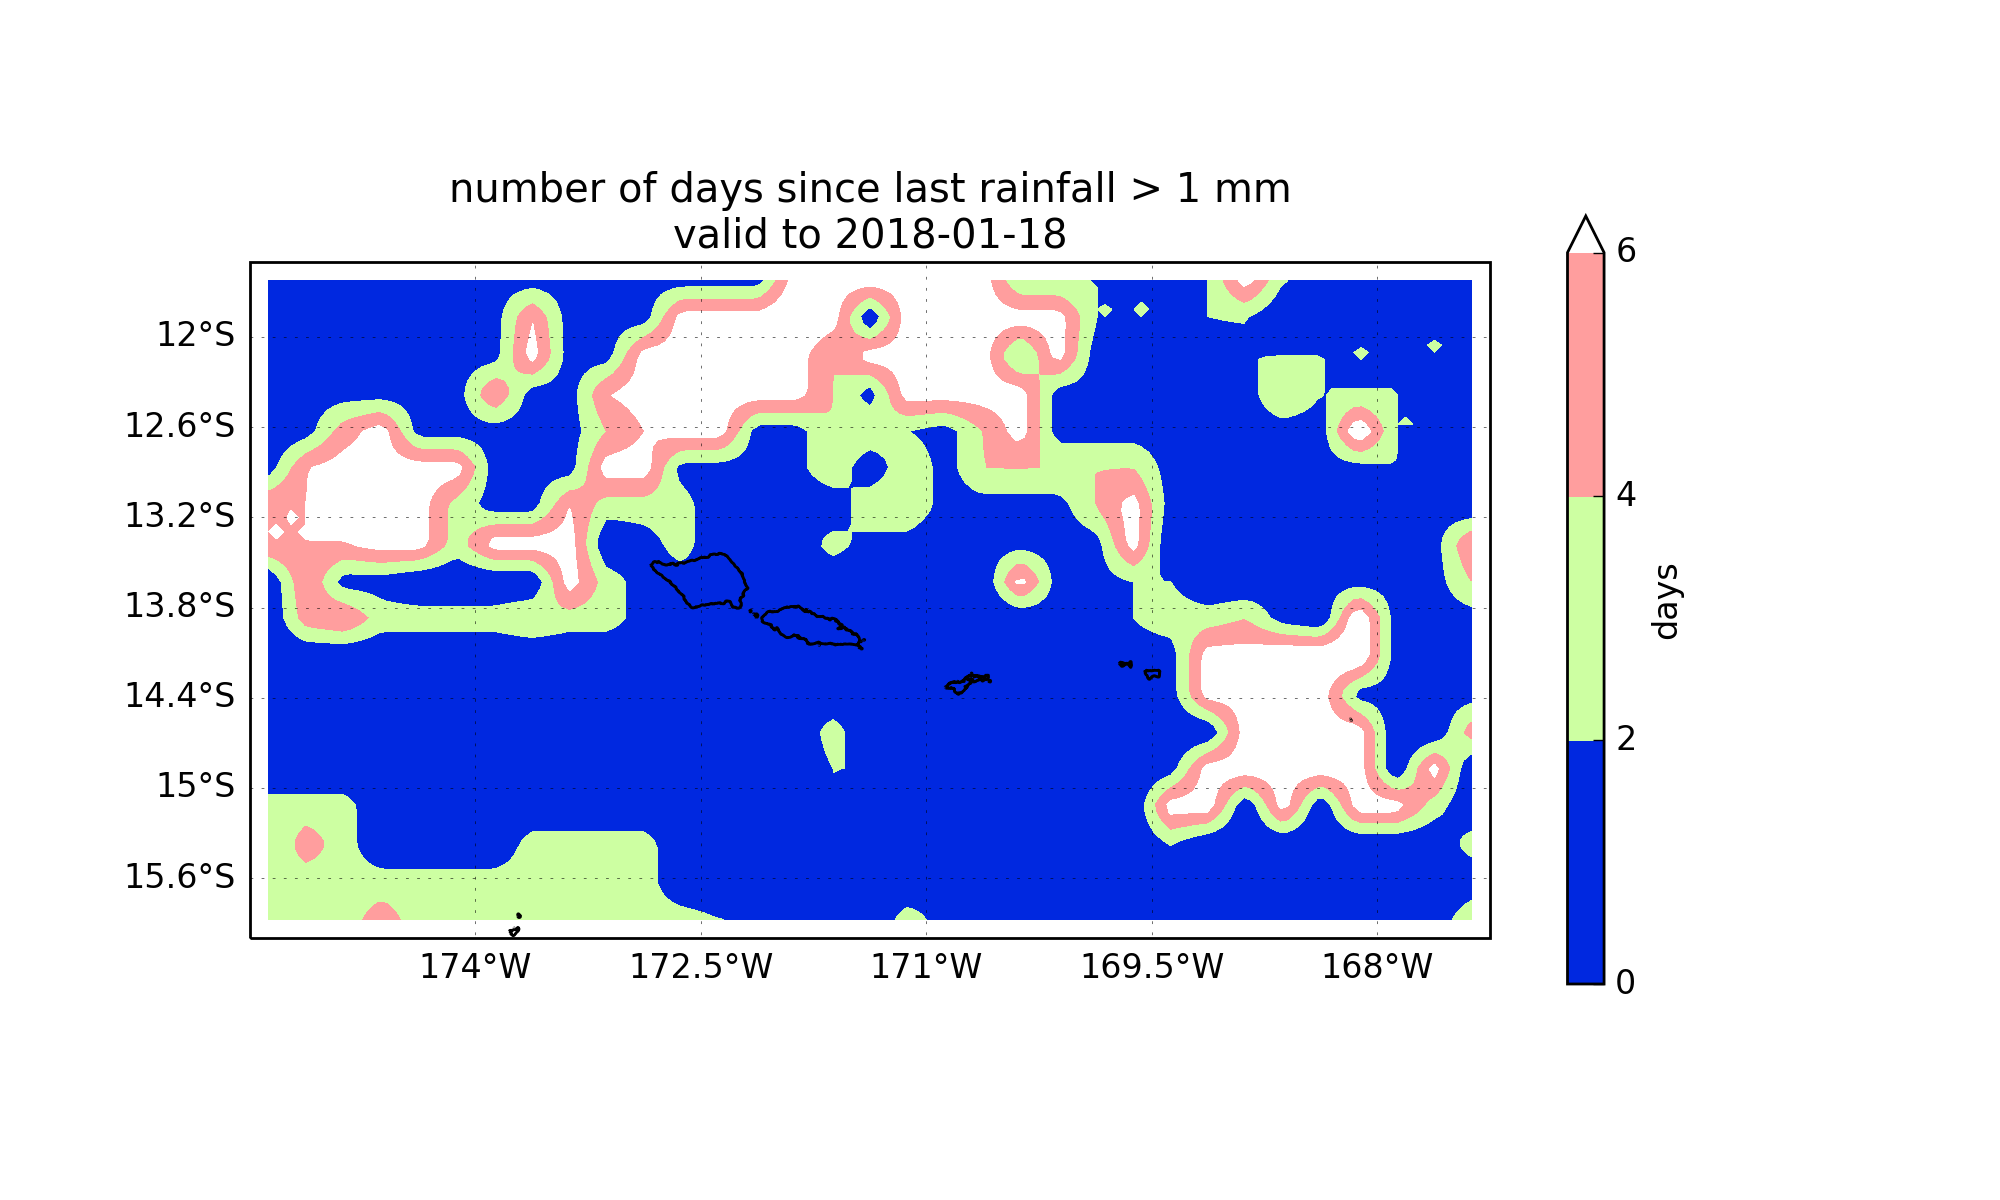 number of days since last rainfall > 1 mm
valid to 2018-01-18
12°S
12.6°S
13.2°S
13.8°S
14.4°S
15°S
15.6°S
174°W
172.5°W
171°W
169.5°W
168°W
6
4
2
0
days